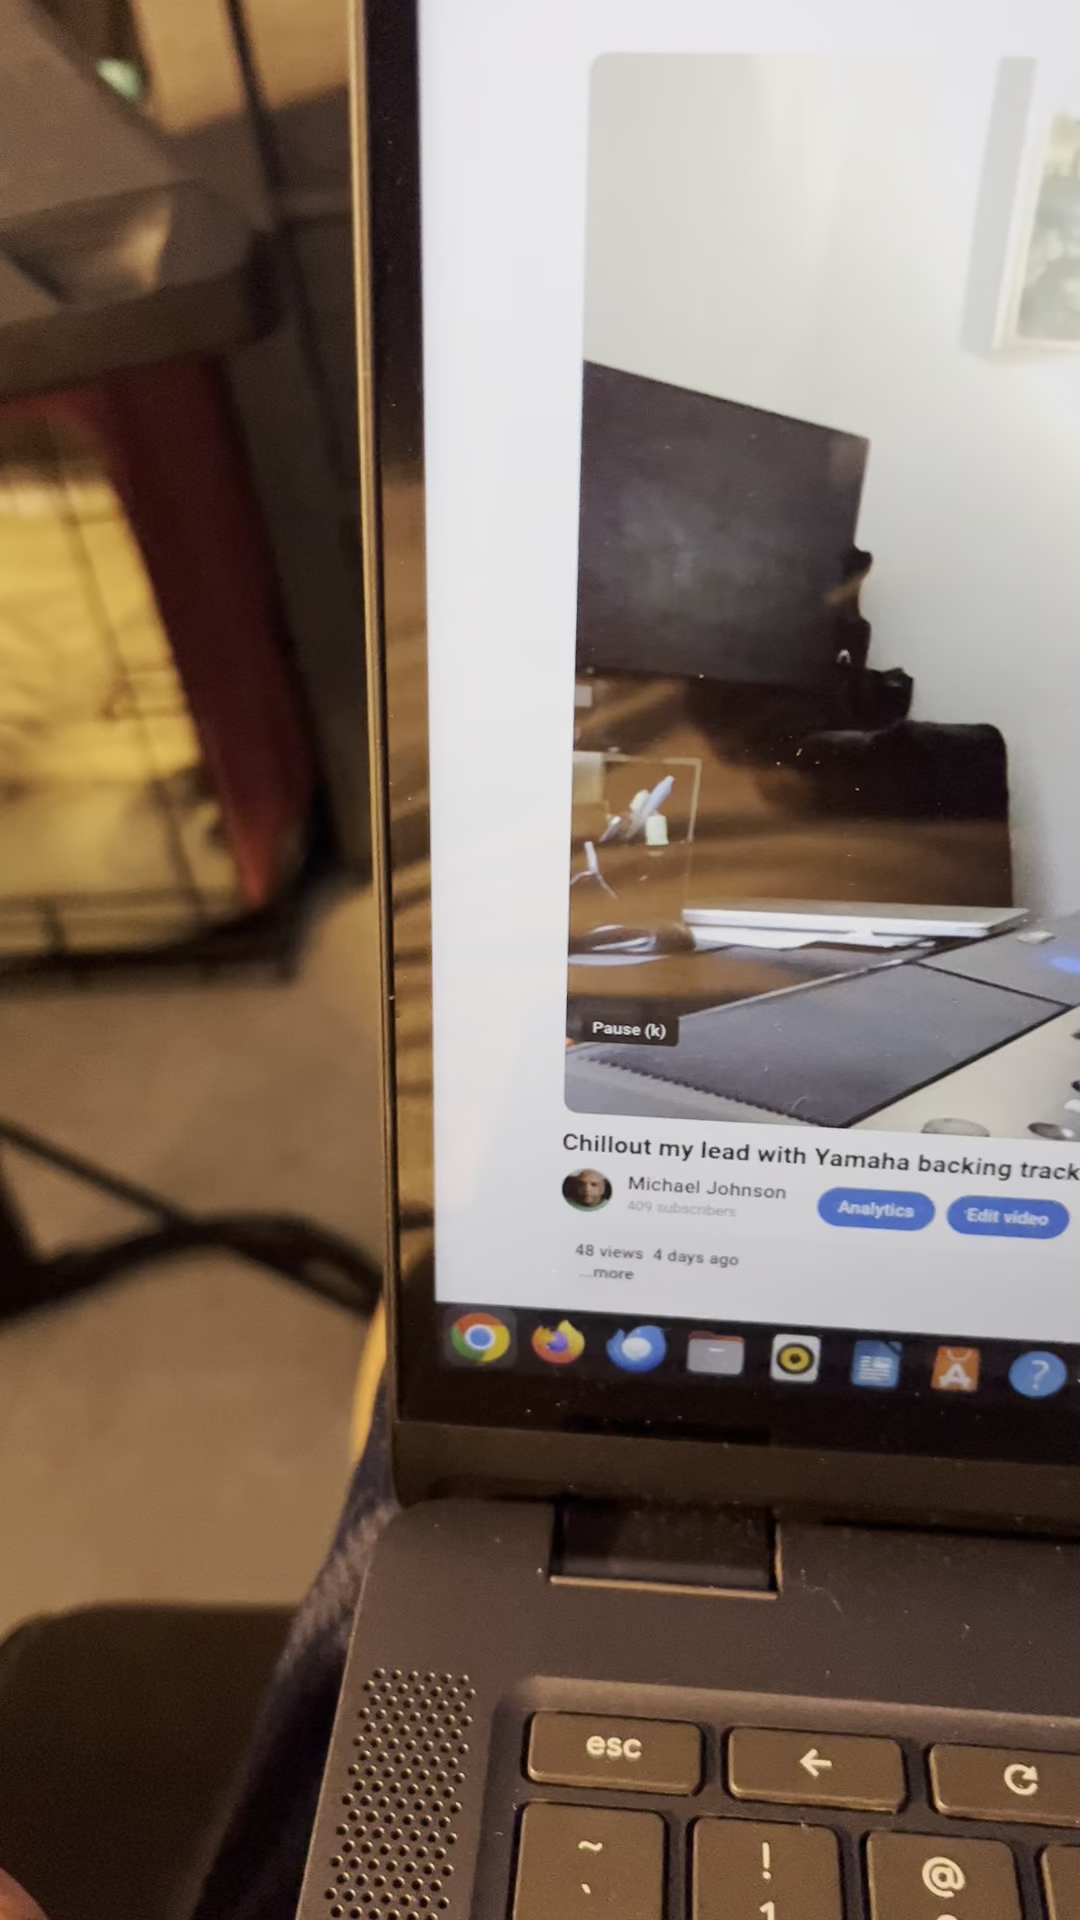 Pause (k)
Chillout my lead with Yamaha backing track
Michael Johnson
409 subscribers
Analytics
Edit video
48 views 4 days ago
...more
?
esc
←
~
`
!
1
@